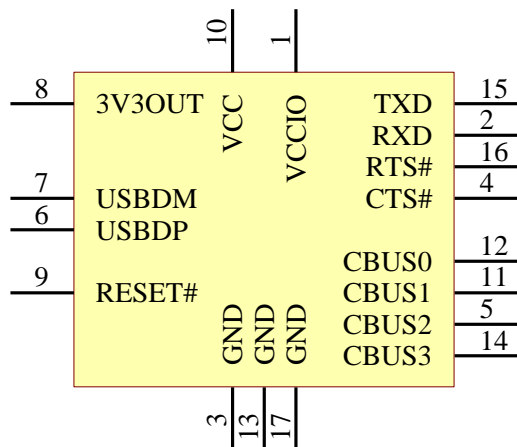 10 1
8 3V3OUT VCC VCCIO TXD 15
RXD 2
RTS# 16
7 USBDM CTS# 4
6 USBDP
CBUS0 12
9 RESET# CBUS1 11
GND GND GND CBUS2 5
CBUS3 14
3 13 17